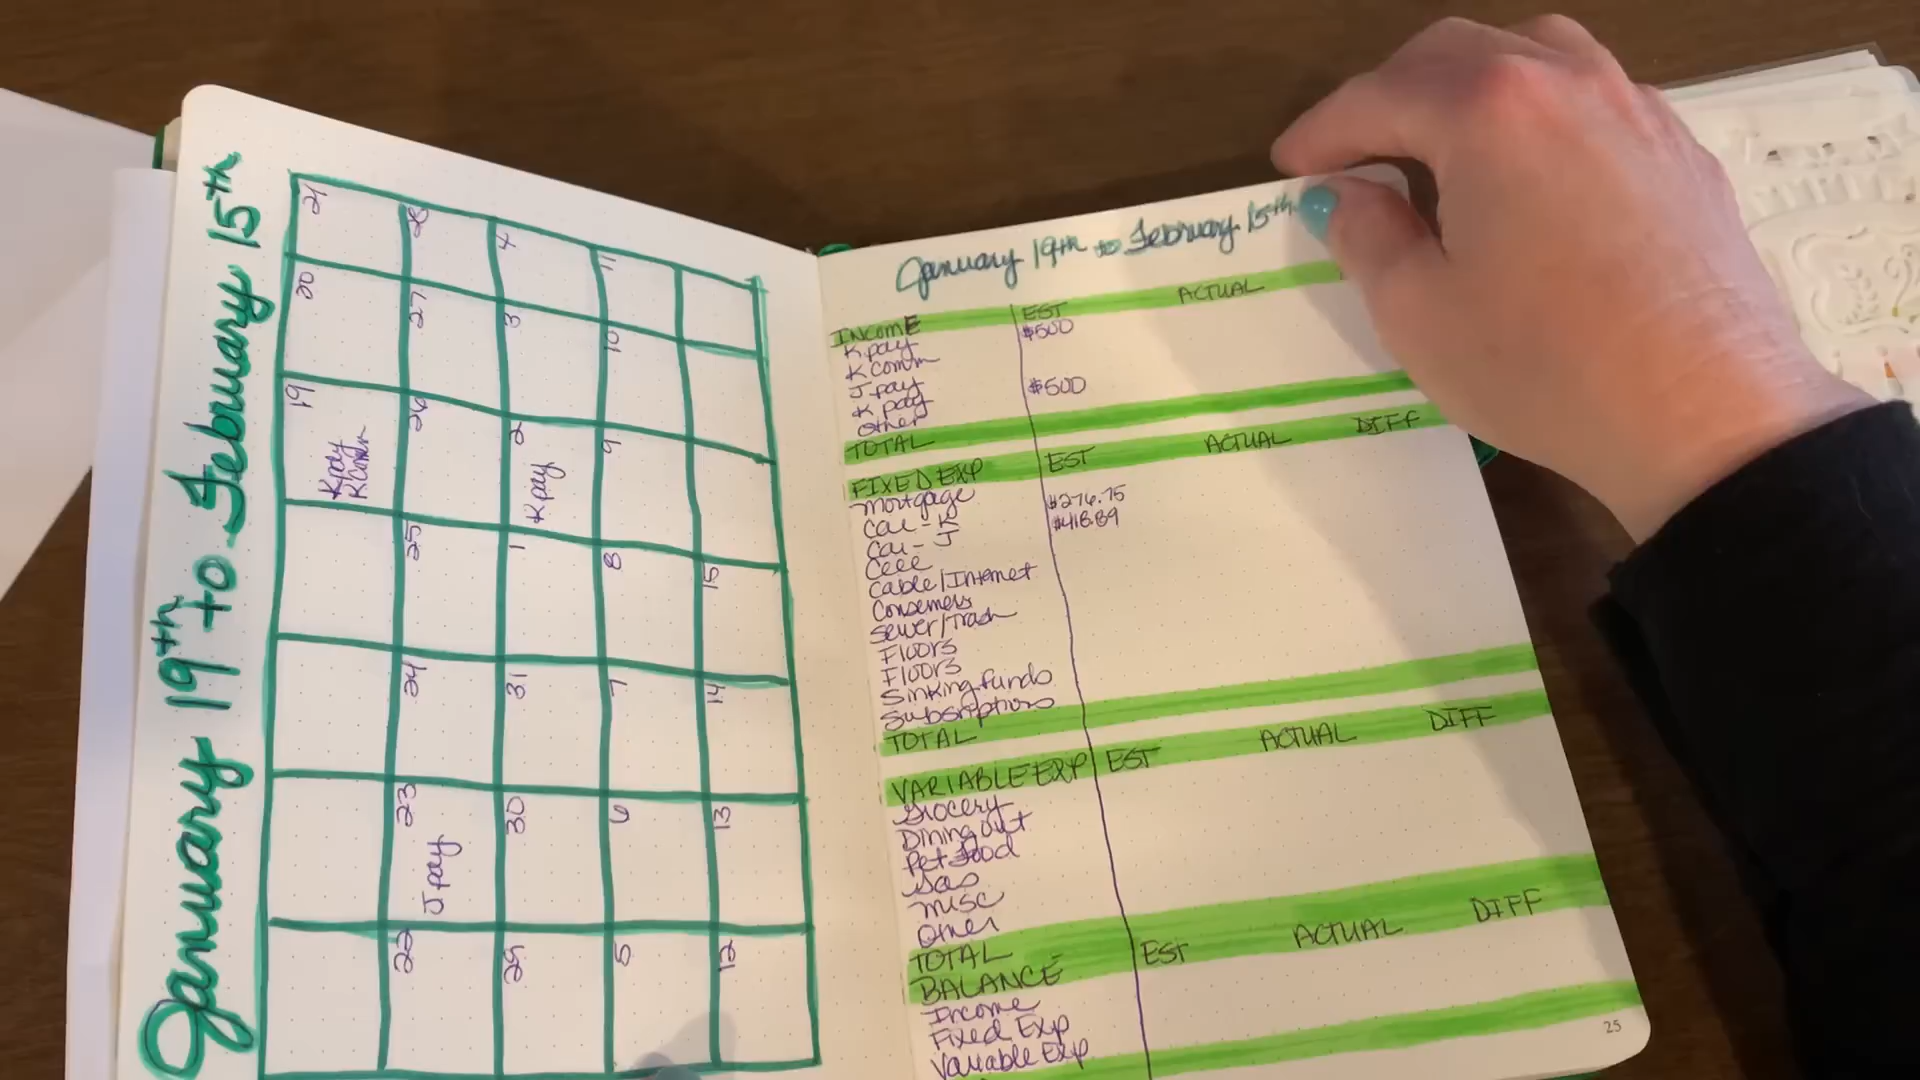 January 19th to February 15th
19
20
21
K pay
K Comm
22
23
24
25
26
27
28
J pay
29
30
31
1
2
3
4
K pay
5
6
7
8
9
10
11
12
13
14
15
January 19th to February 15th
INCOME EST ACTUAL
K pay $500
K Comm
J pay
K pay $500
Other
TOTAL
FIXED EXP EST ACTUAL DIFF
Mortgage
Car - K $276.75
Car - J $418.89
Cell
Cable/Internet
Consumers
Sewer/Trash
Floors
Floors
Sinking funds
Subscriptions
TOTAL
VARIABLE EXP EST ACTUAL DIFF
Grocery
Dining out
Pet Food
Gas
Misc
Other
TOTAL
BALANCE EST ACTUAL DIFF
Income
Fixed Exp
Variable Exp
25